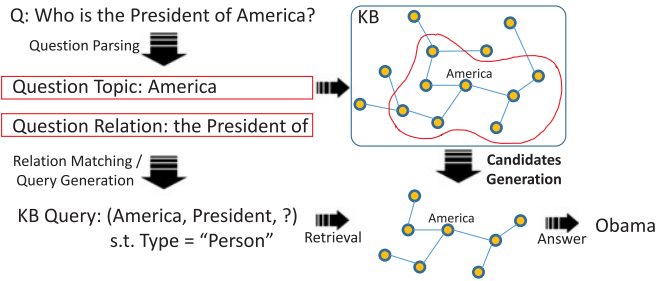 Q: Who is the President of America?
KB
Question Parsing
America
Question Topic: America
Question Relation: the President of
Relation Matching /
Query Generation
Candidates
Generation
KB Query: (America, President, ?)
s.t. Type = “Person”
Retrieval
America
Answer
Obama